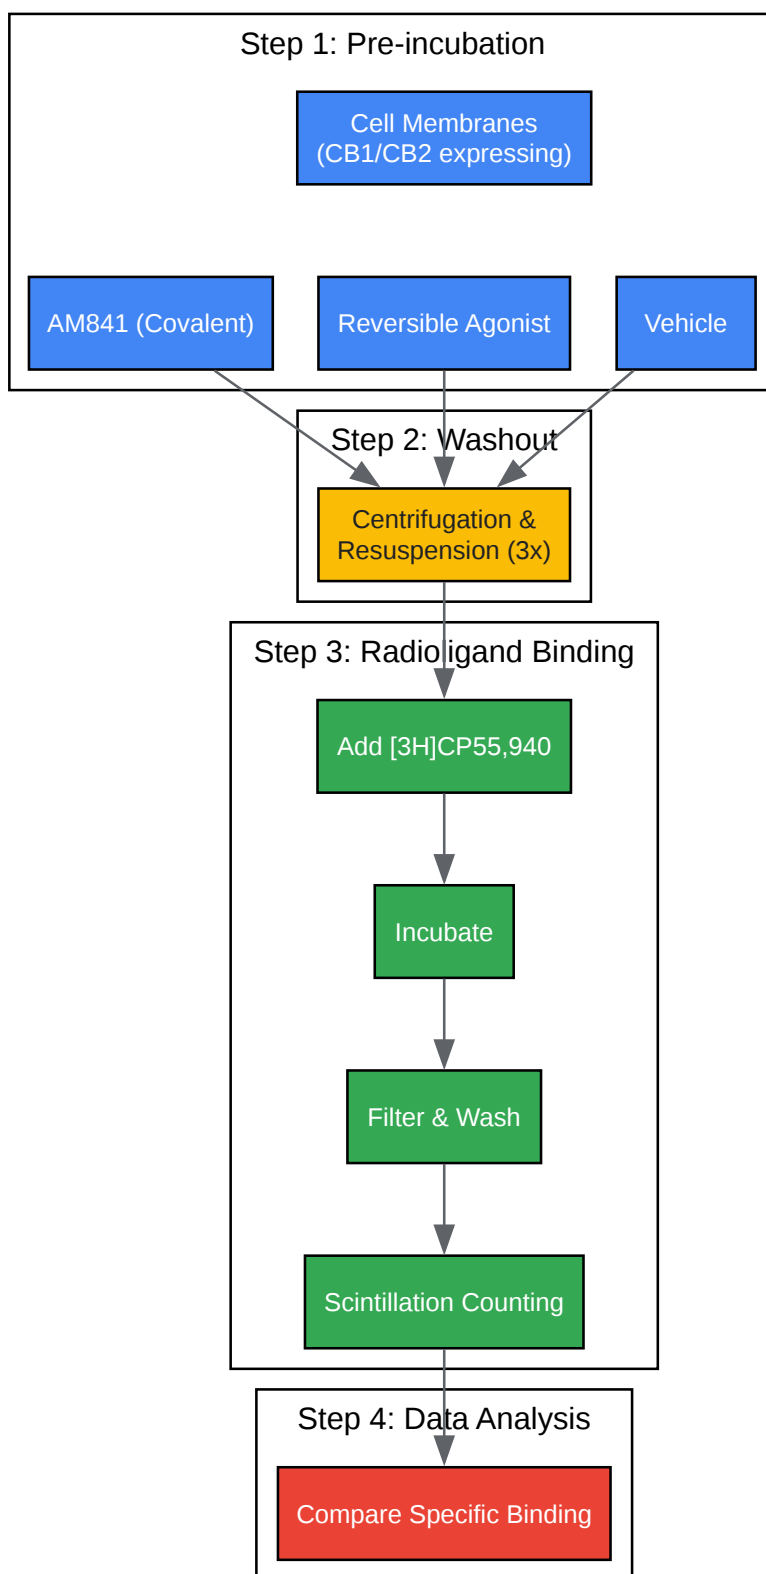 Step 1: Pre-incubation
Cell Membranes
(CB1/CB2 expressing)
AM841 (Covalent)
Reversible Agonist
Vehicle
Step 2: Washout
Centrifugation &
Resuspension (3x)
Step 3: Radioligand Binding
Add [3H]CP55,940
Incubate
Filter & Wash
Scintillation Counting
Step 4: Data Analysis
Compare Specific Binding